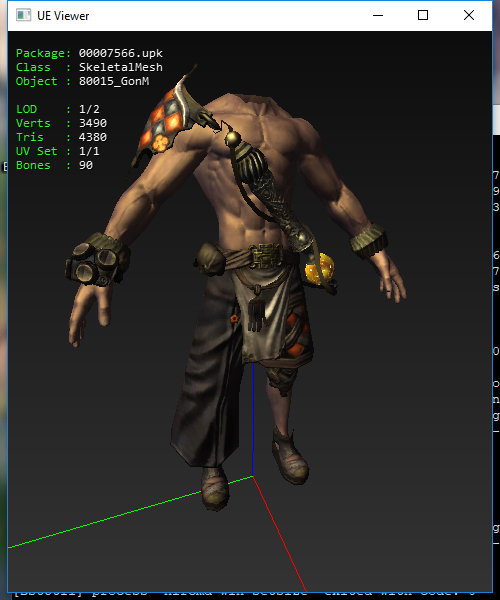 UE Viewer
Package: 00007566.upk
Class : SkeletalMesh
Object : 80015_GonM
LOD : 1/2
Verts : 3490
Tris : 4380
UV Set : 1/1
Bones : 90